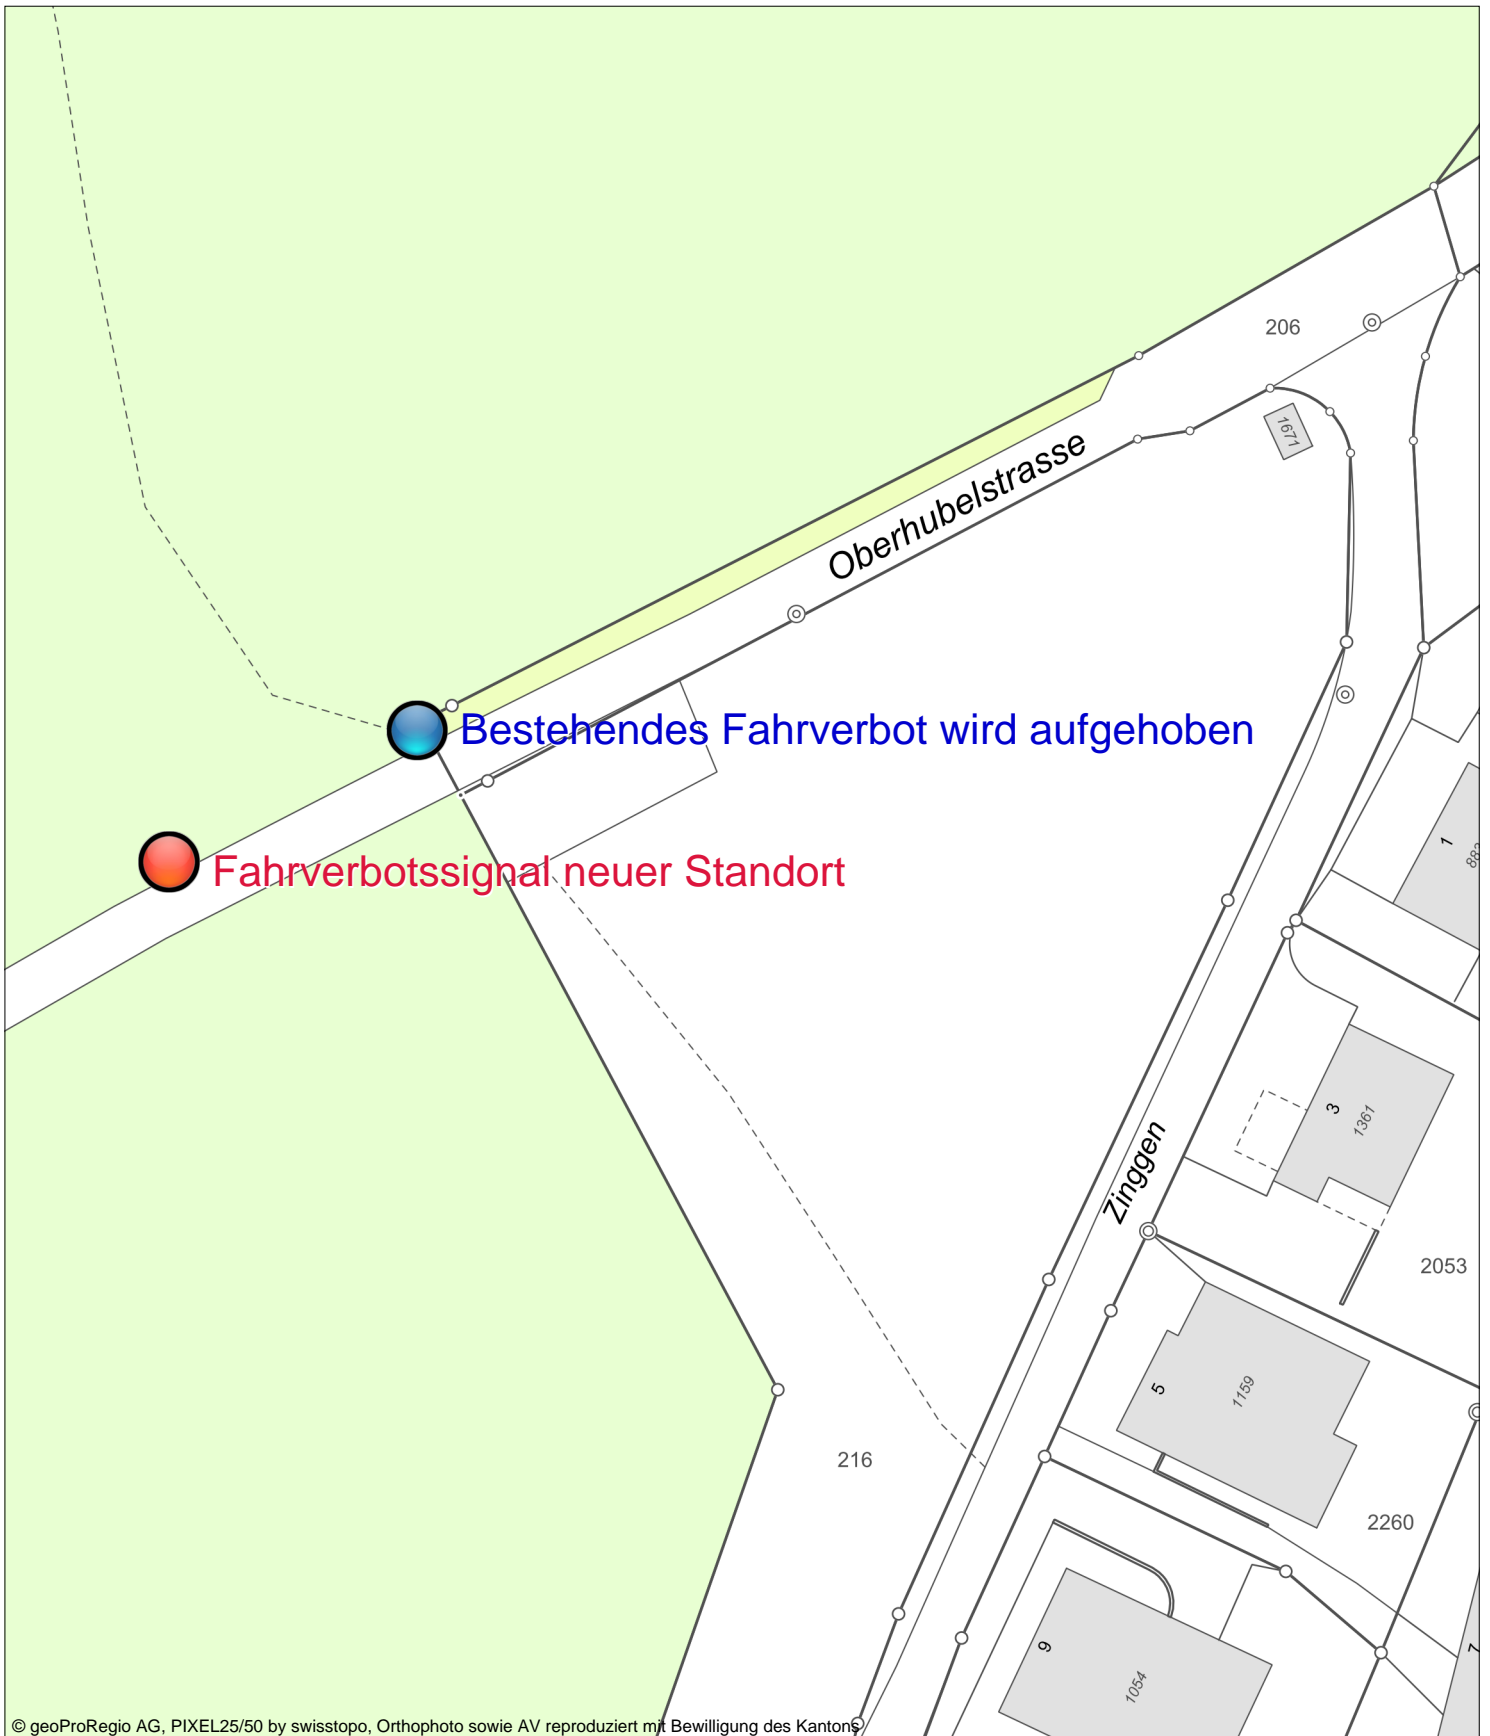 206
1671
Oberhubelstrasse
Bestehendes Fahrverbot wird aufgehoben
Fahrverbotssignal neuer Standort
1
3
1361
Zinggen
2053
5
1159
216
2260
9
1054
7
© geoProRegio AG, PIXEL25/50 by swisstopo, Orthophoto sowie AV reproduziert mit Bewilligung des Kantons